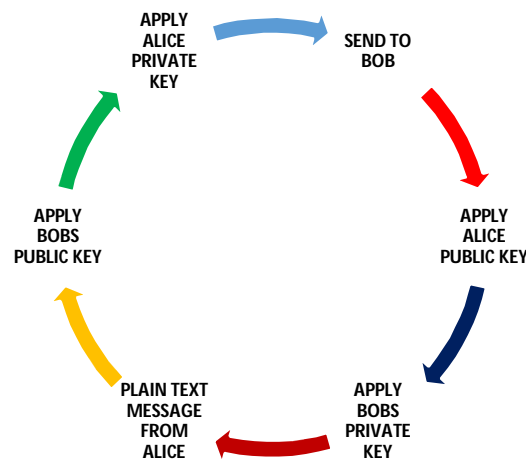 APPLY
ALICE
PRIVATE
KEY
SEND TO
BOB
APPLY
ALICE
PUBLIC KEY
APPLY
BOBS
PRIVATE
KEY
PLAIN TEXT
MESSAGE
FROM
ALICE
APPLY
BOBS
PUBLIC KEY